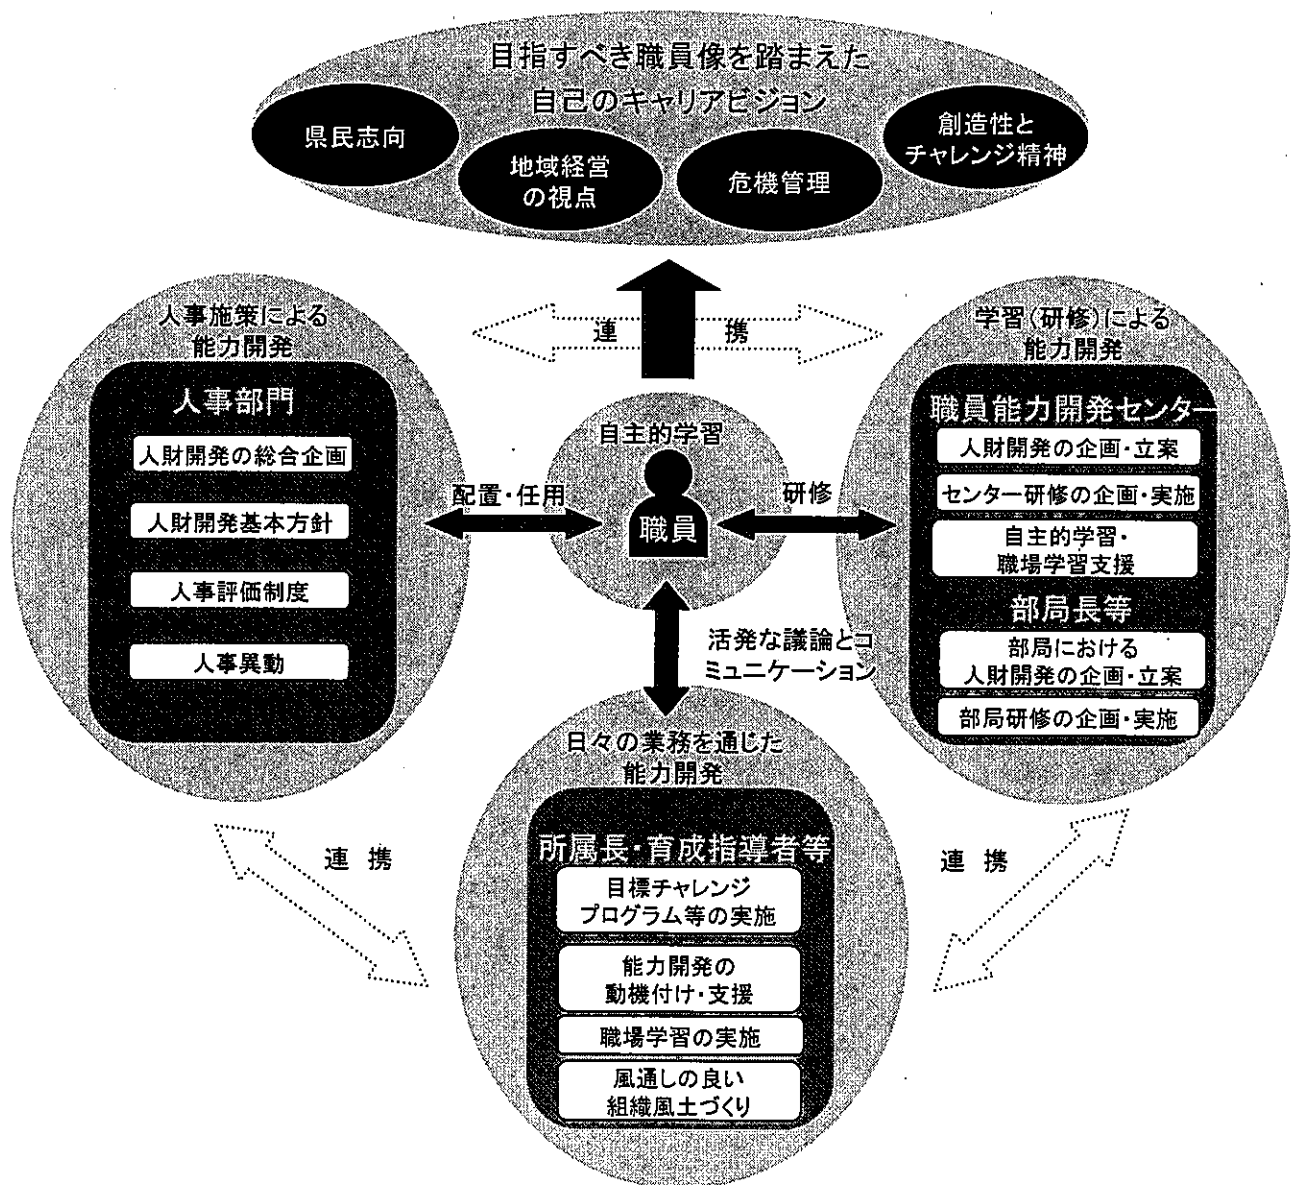 目指すべき職員像を踏まえた
自己のキャリアビジョン
県民志向
地域経営
の視点
危機管理
創造性と
チャレンジ精神
人事施策による
能力開発
人事部門
人財開発の総合企画
人財開発基本方針
人事評価制度
人事異動
連 携
自主的学習
職員
配置・任用
研修
活発な議論とコ
ミュニケーション
学習(研修)による
能力開発
職員能力開発センター
人財開発の企画・立案
センター研修の企画・実施
自主的学習・
職場学習支援
部局長等
部局における
人財開発の企画・立案
部局研修の企画・実施
連 携
連 携
日々の業務を通じた
能力開発
所属長・育成指導者等
目標チャレンジ
プログラム等の実施
能力開発の
動機付け・支援
職場学習の実施
風通しの良い
組織風土づくり